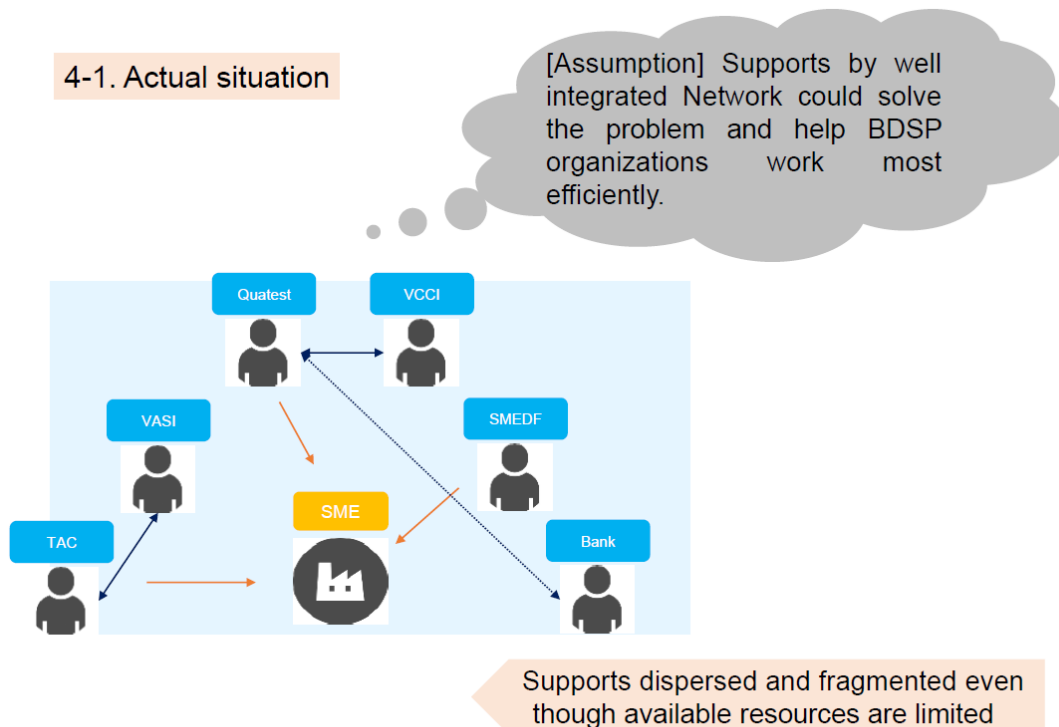 4-1. Actual situation
[Assumption] Supports by well
integrated Network could solve
the problem and help BDSP
organizations work most
efficiently.
Quatest
VCCI
VASI
SMEDF
SME
TAC
Bank
Supports dispersed and fragmented even
though available resources are limited